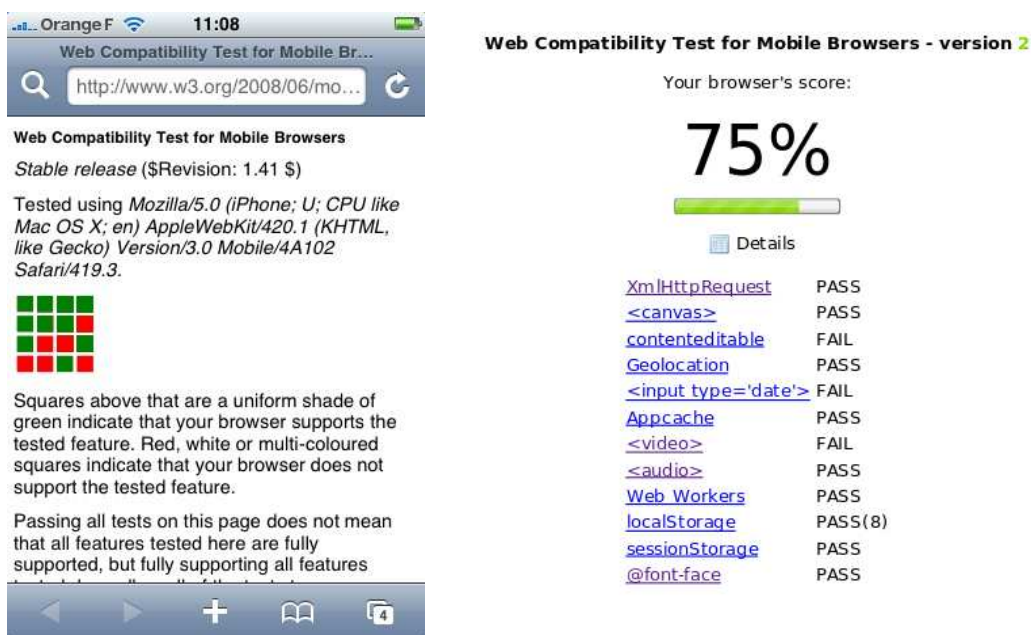 Orange F 11:08
Web Compatibility Test for Mobile Br...
http://www.w3.org/2008/06/mo...
Web Compatibility Test for Mobile Browsers
Stable release ($Revision: 1.41 $)
Tested using Mozilla/5.0 (iPhone; U; CPU like
Mac OS X; en) AppleWebKit/420.1 (KHTML,
like Gecko) Version/3.0 Mobile/4A102
Safari/419.3.
Squares above that are a uniform shade of
green indicate that your browser supports the
tested feature. Red, white or multi-coloured
squares indicate that your browser does not
support the tested feature.
Passing all tests on this page does not mean
that all features tested here are fully
supported, but fully supporting all features
4
Web Compatibility Test for Mobile Browsers - version 2
Your browser's score:
75%
Details
XmlHttpRequest PASS
<canvas> PASS
contenteditable FAIL
Geolocation PASS
<input type='date'> FAIL
Appcache PASS
<video> FAIL
<audio> PASS
Web Workers PASS
localStorage PASS(8)
sessionStorage PASS
@font-face PASS